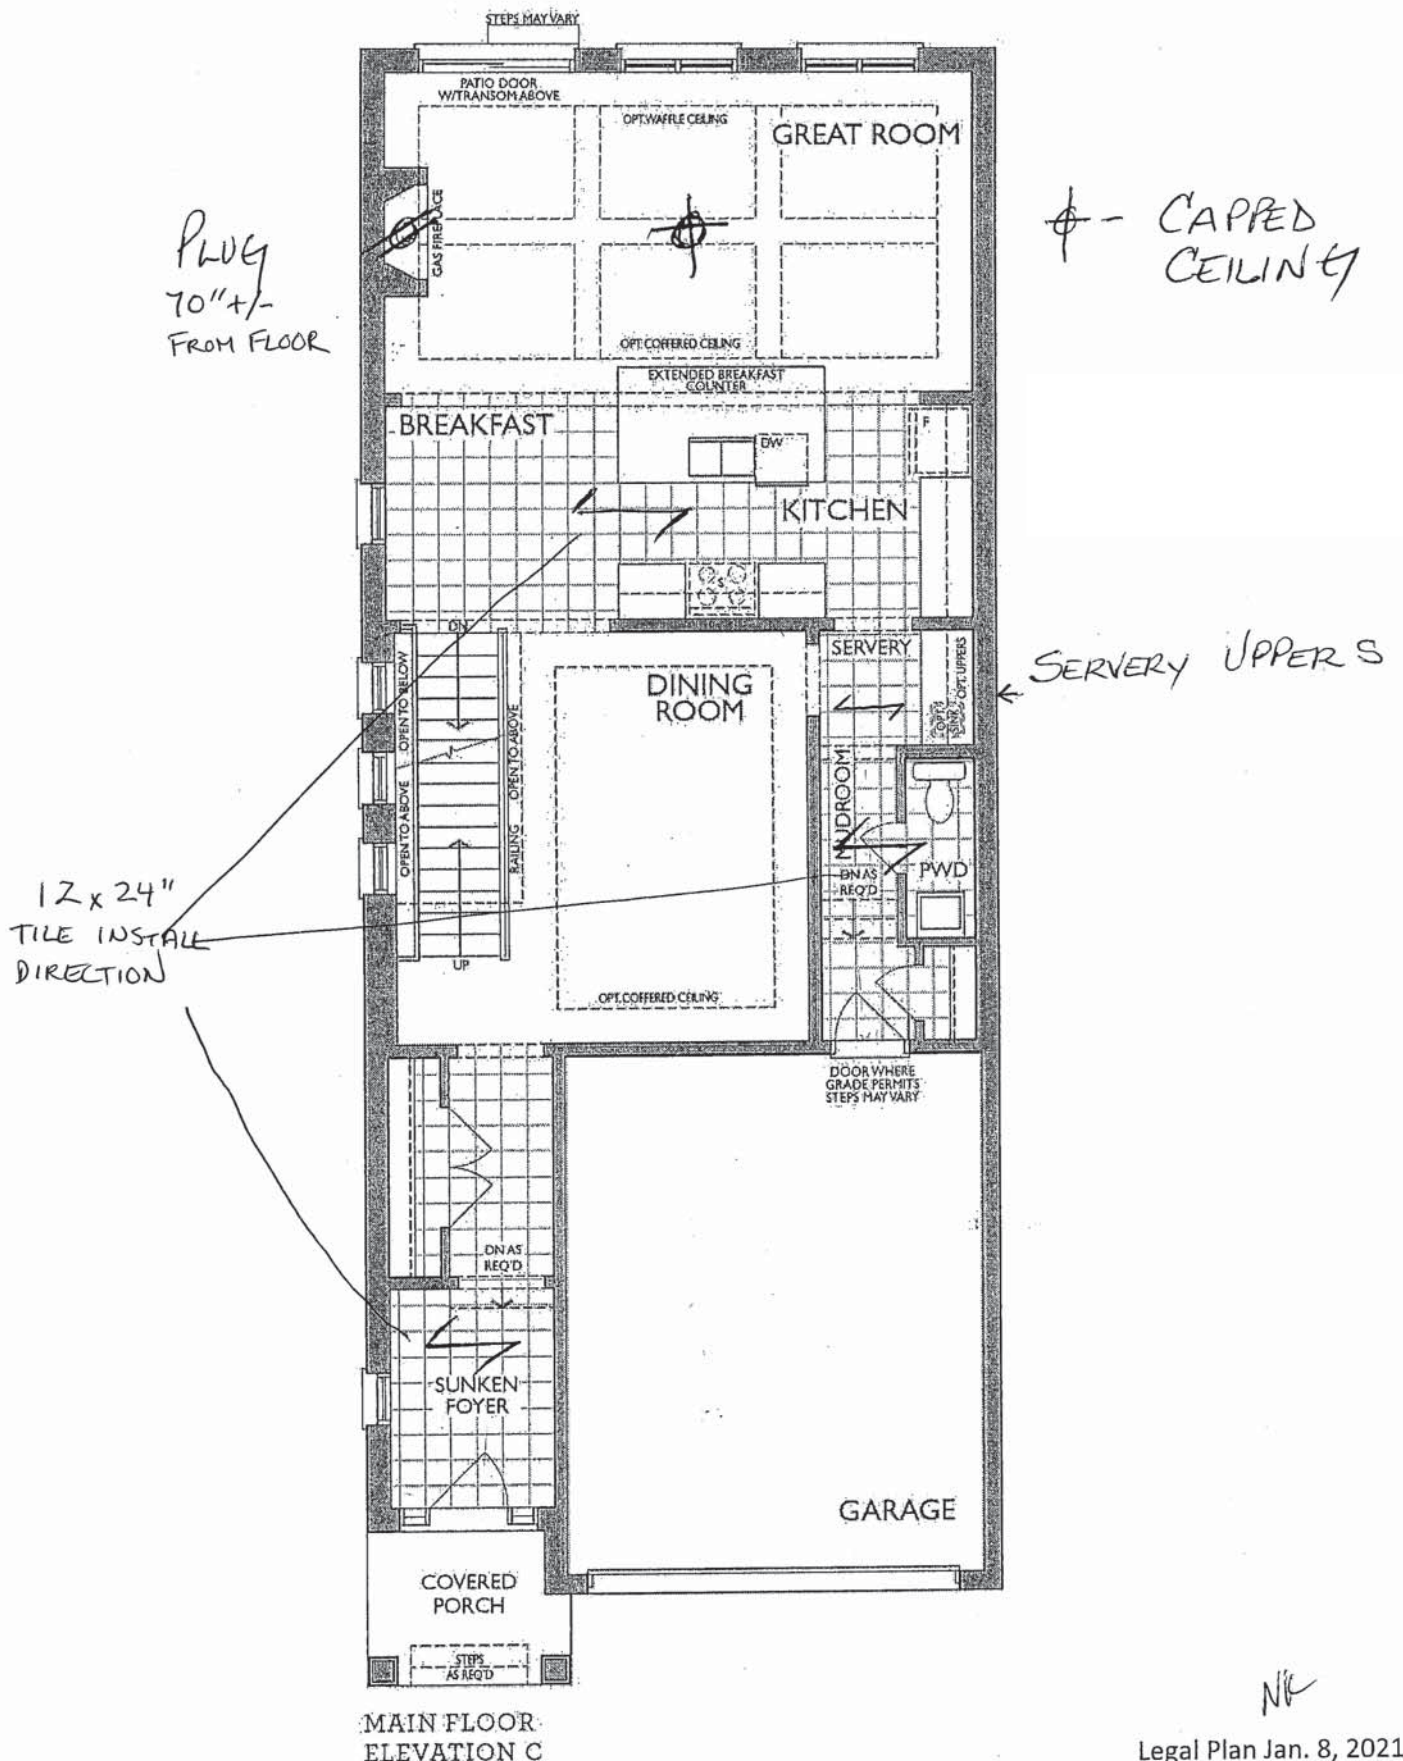 STEPS MAY VARY
PATIO DOOR
W/TRANSOM ABOVE
OPT. WAFFLE CEILING
GREAT ROOM
GAS FIREPLACE
PLUG
70"+/-
FROM FLOOR
- CAPPED
CEILING
OPT. COFFERED CEILING
EXTENDED BREAKFAST
COUNTER
BREAKFAST
F
DW
KITCHEN
S
DN
SERVERY
OPT. UPPERS
OPT.
SINK
SERVERY UPPERS
OPEN TO BELOW
OPEN TO ABOVE
OPEN TO ABOVE
RAILING
DINING
ROOM
MUDROOM
DN AS
REQ'D
PWD
12 x 24"
TILE INSTALL
DIRECTION
UP
OPT. COFFERED CEILING
DOOR WHERE
GRADE PERMITS
STEPS MAY VARY
DN AS
REQ'D
SUNKEN
FOYER
GARAGE
COVERED
PORCH
STEPS
AS REQ'D
MAIN FLOOR
ELEVATION C
Legal Plan Jan. 8, 2021